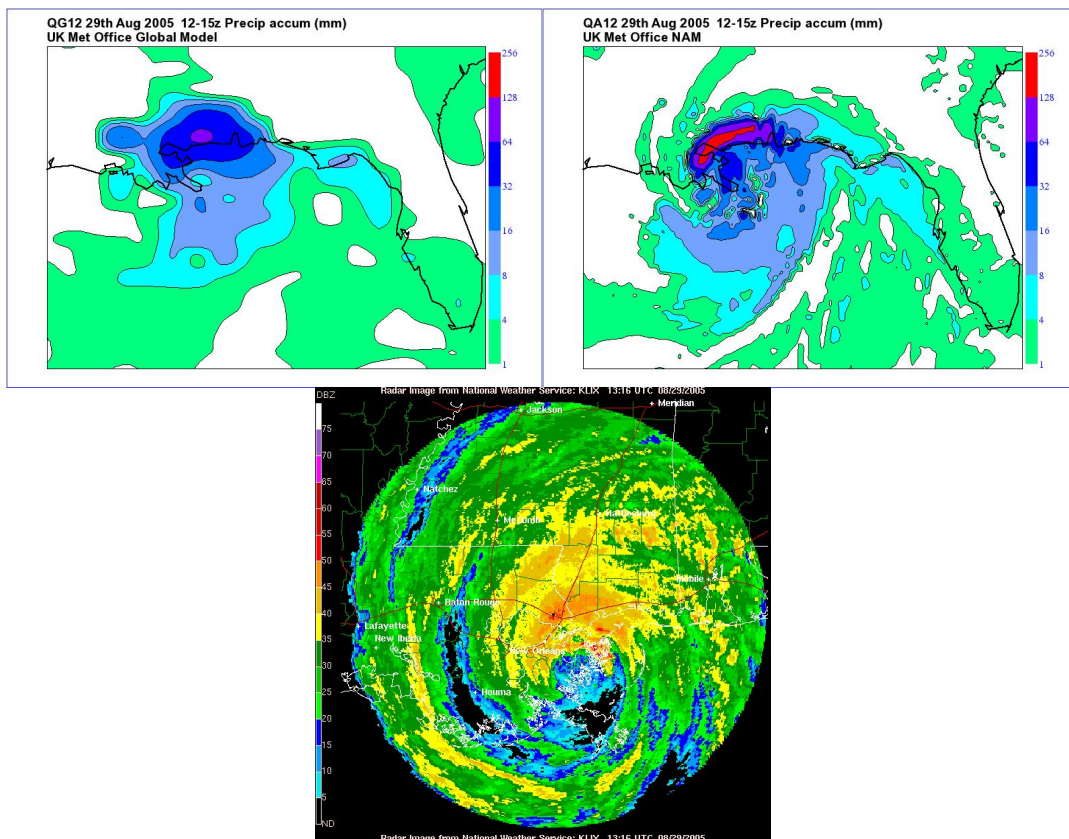 QG12 29th Aug 2005 12-15z Precip accum (mm)
UK Met Office Global Model
256
128
64
32
16
8
4
1
QA12 29th Aug 2005 12-15z Precip accum (mm)
UK Met Office NAM
256
128
64
32
16
8
4
1
Radar Image from National Weather Service: KLIX 13:16 UTC 08/29/2005
DBZ
75
70
65
60
55
50
45
40
35
30
25
20
15
10
5
ND
Jackson
Meridian
Natchez
McComb
Hattiesburg
Mobile
Baton Rouge
Lafayette
New Iberia
New Orleans
Houma
Radar Image from National Weather Service: KLIX 13:16 UTC 08/29/2005